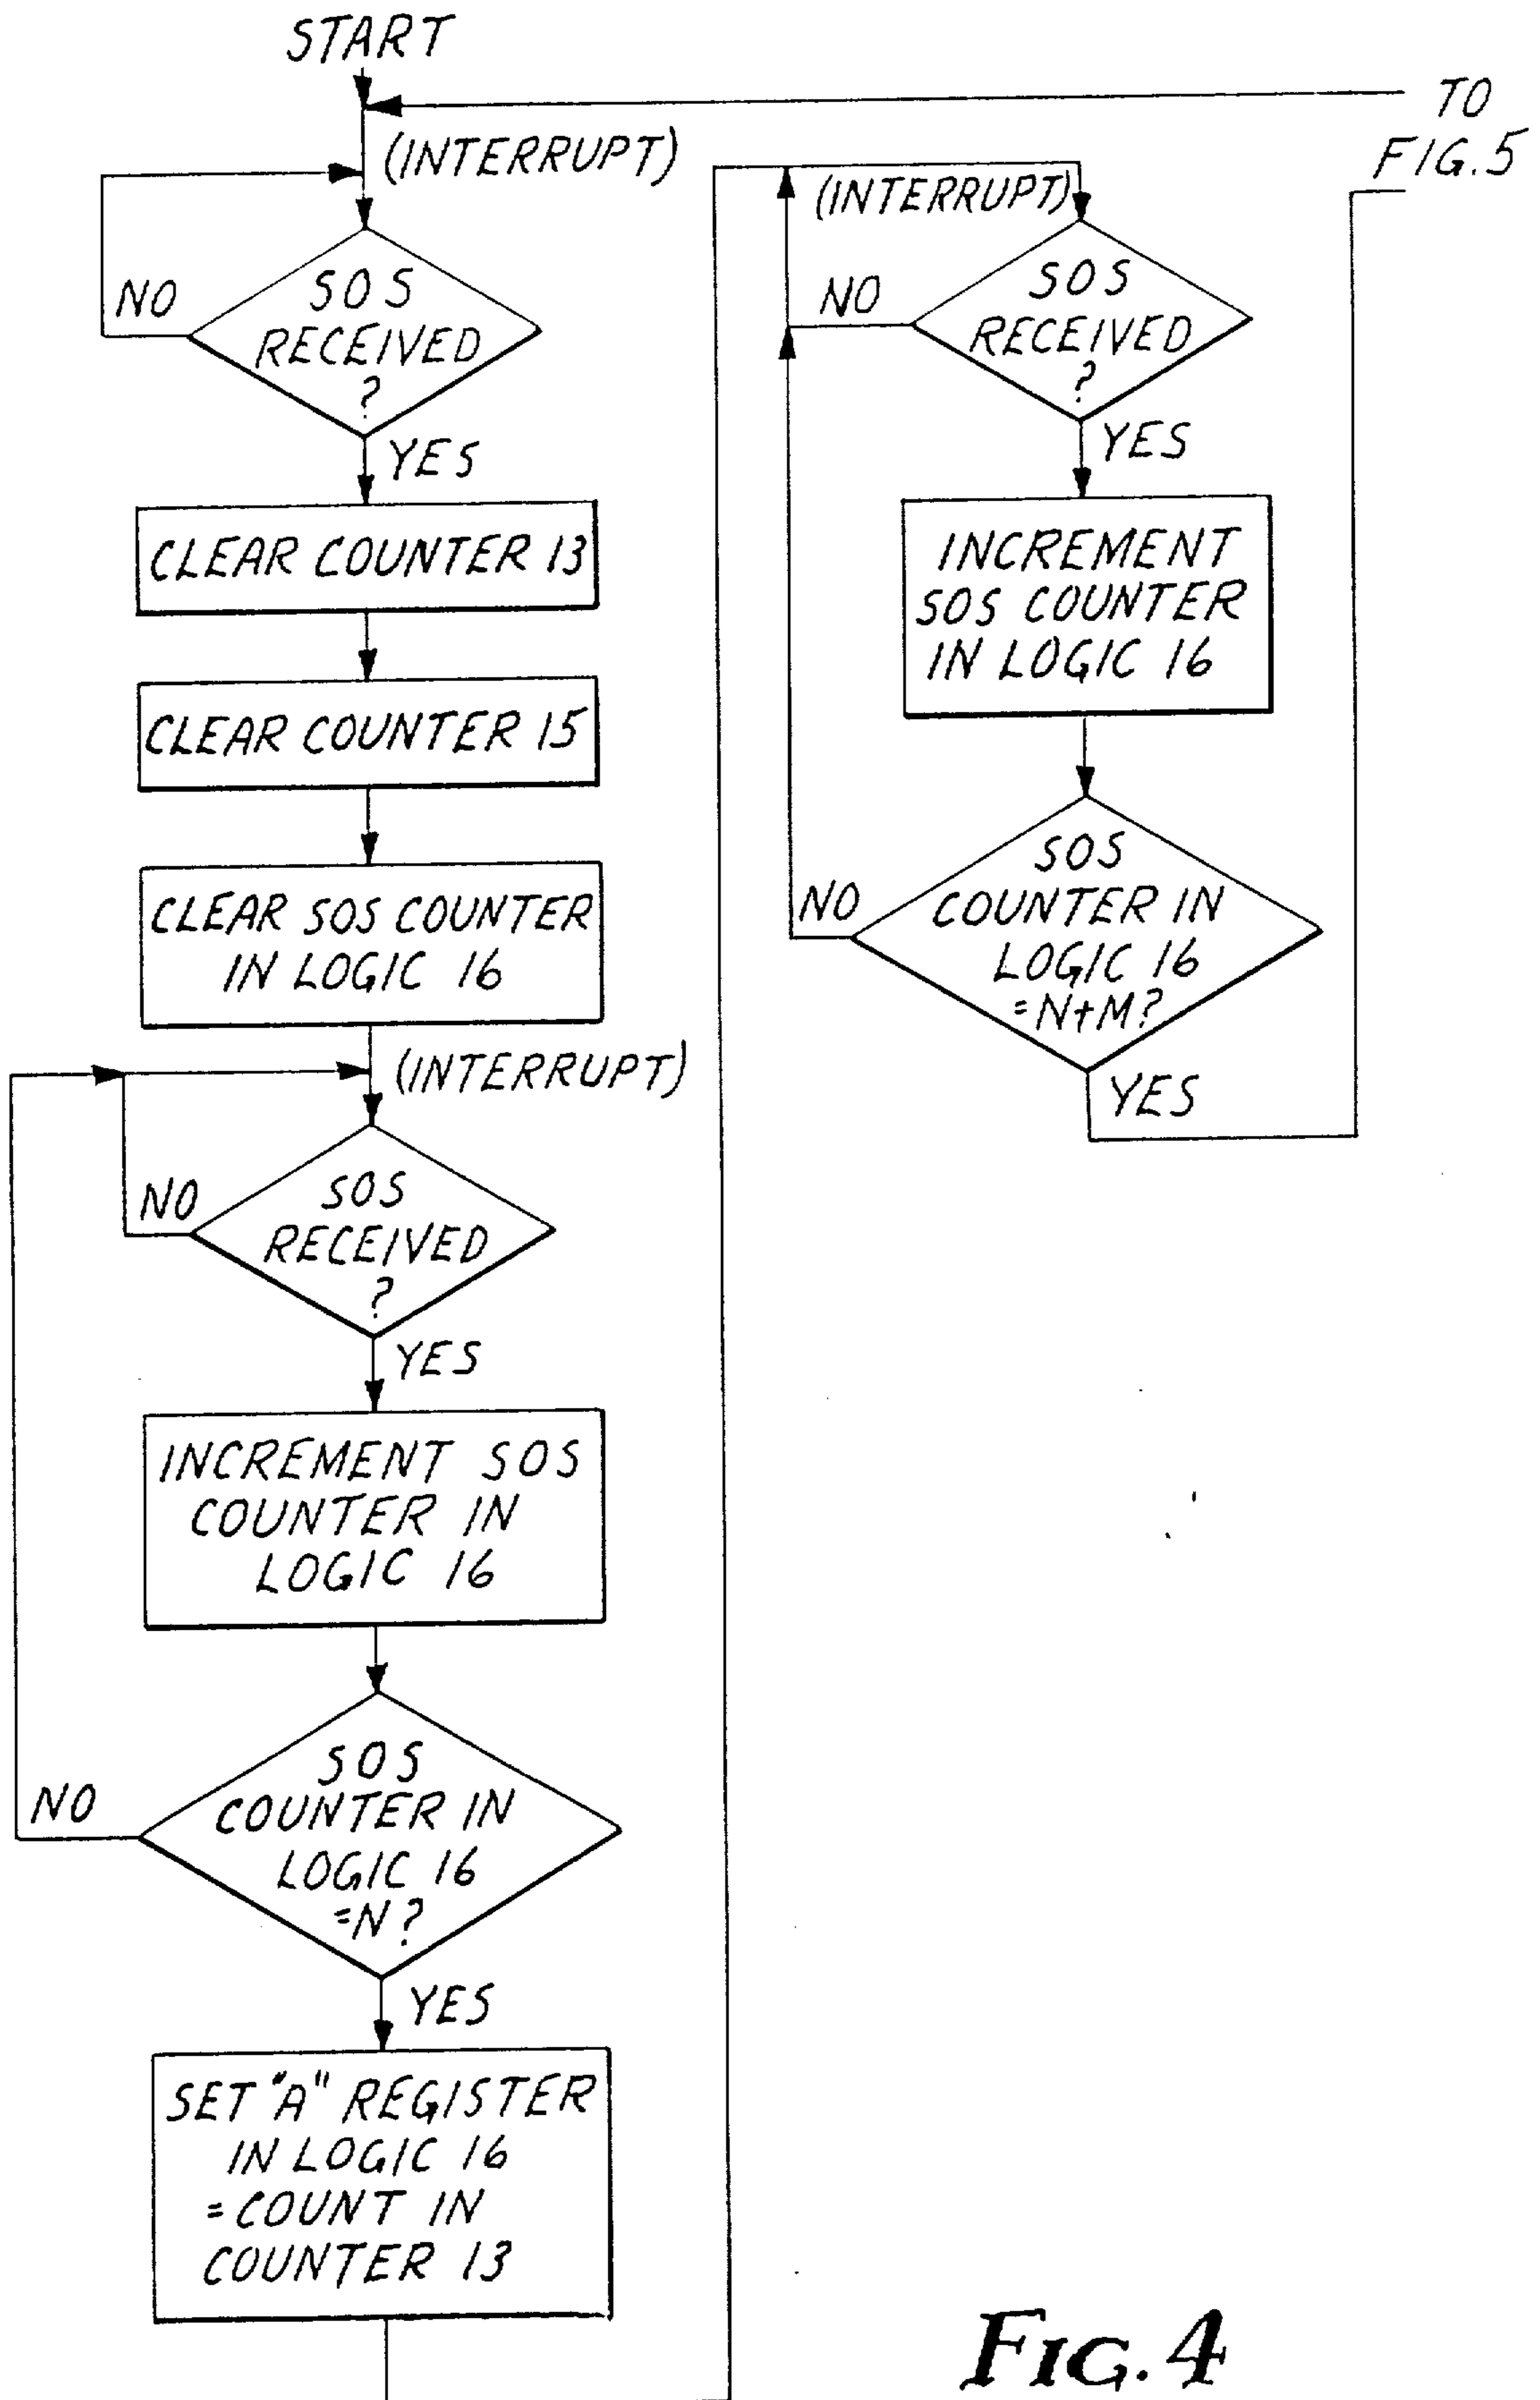 START
(INTERRUPT)
NO
SOS
RECEIVED
?
YES
CLEAR COUNTER 13
CLEAR COUNTER 15
CLEAR SOS COUNTER
IN LOGIC 16
(INTERRUPT)
NO
SOS
RECEIVED
?
YES
INCREMENT SOS
COUNTER IN
LOGIC 16
NO
SOS
COUNTER IN
LOGIC 16
=N?
YES
SET "A" REGISTER
IN LOGIC 16
=COUNT IN
COUNTER 13
TO
FIG.5
(INTERRUPT)
NO
SOS
RECEIVED
?
YES
INCREMENT
SOS COUNTER
IN LOGIC 16
NO
SOS
COUNTER IN
LOGIC 16
=N+M?
YES
FIG. 4